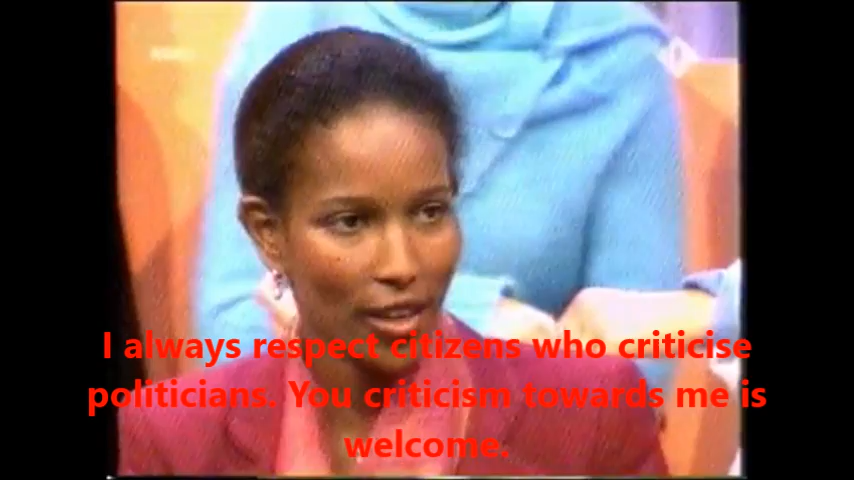 I always respect citizens who criticise
politicians. You criticism towards me is
welcome.